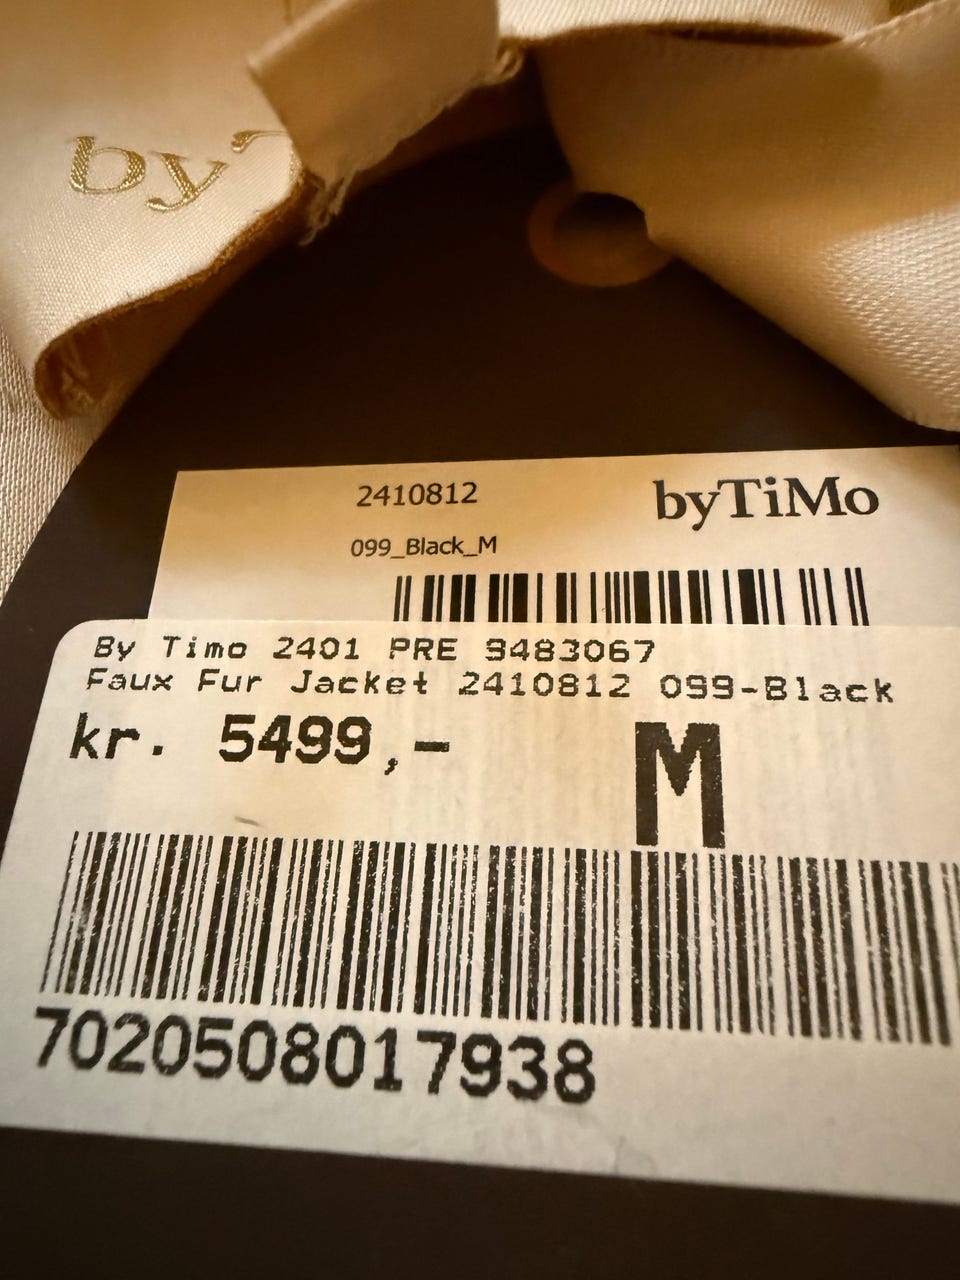 by
2410812
byTiMo
099_Black_M
By Timo 2401 PRE 9483067
Faux Fur Jacket 2410812 099-Black
kr. 5499,-
M
7020508017938